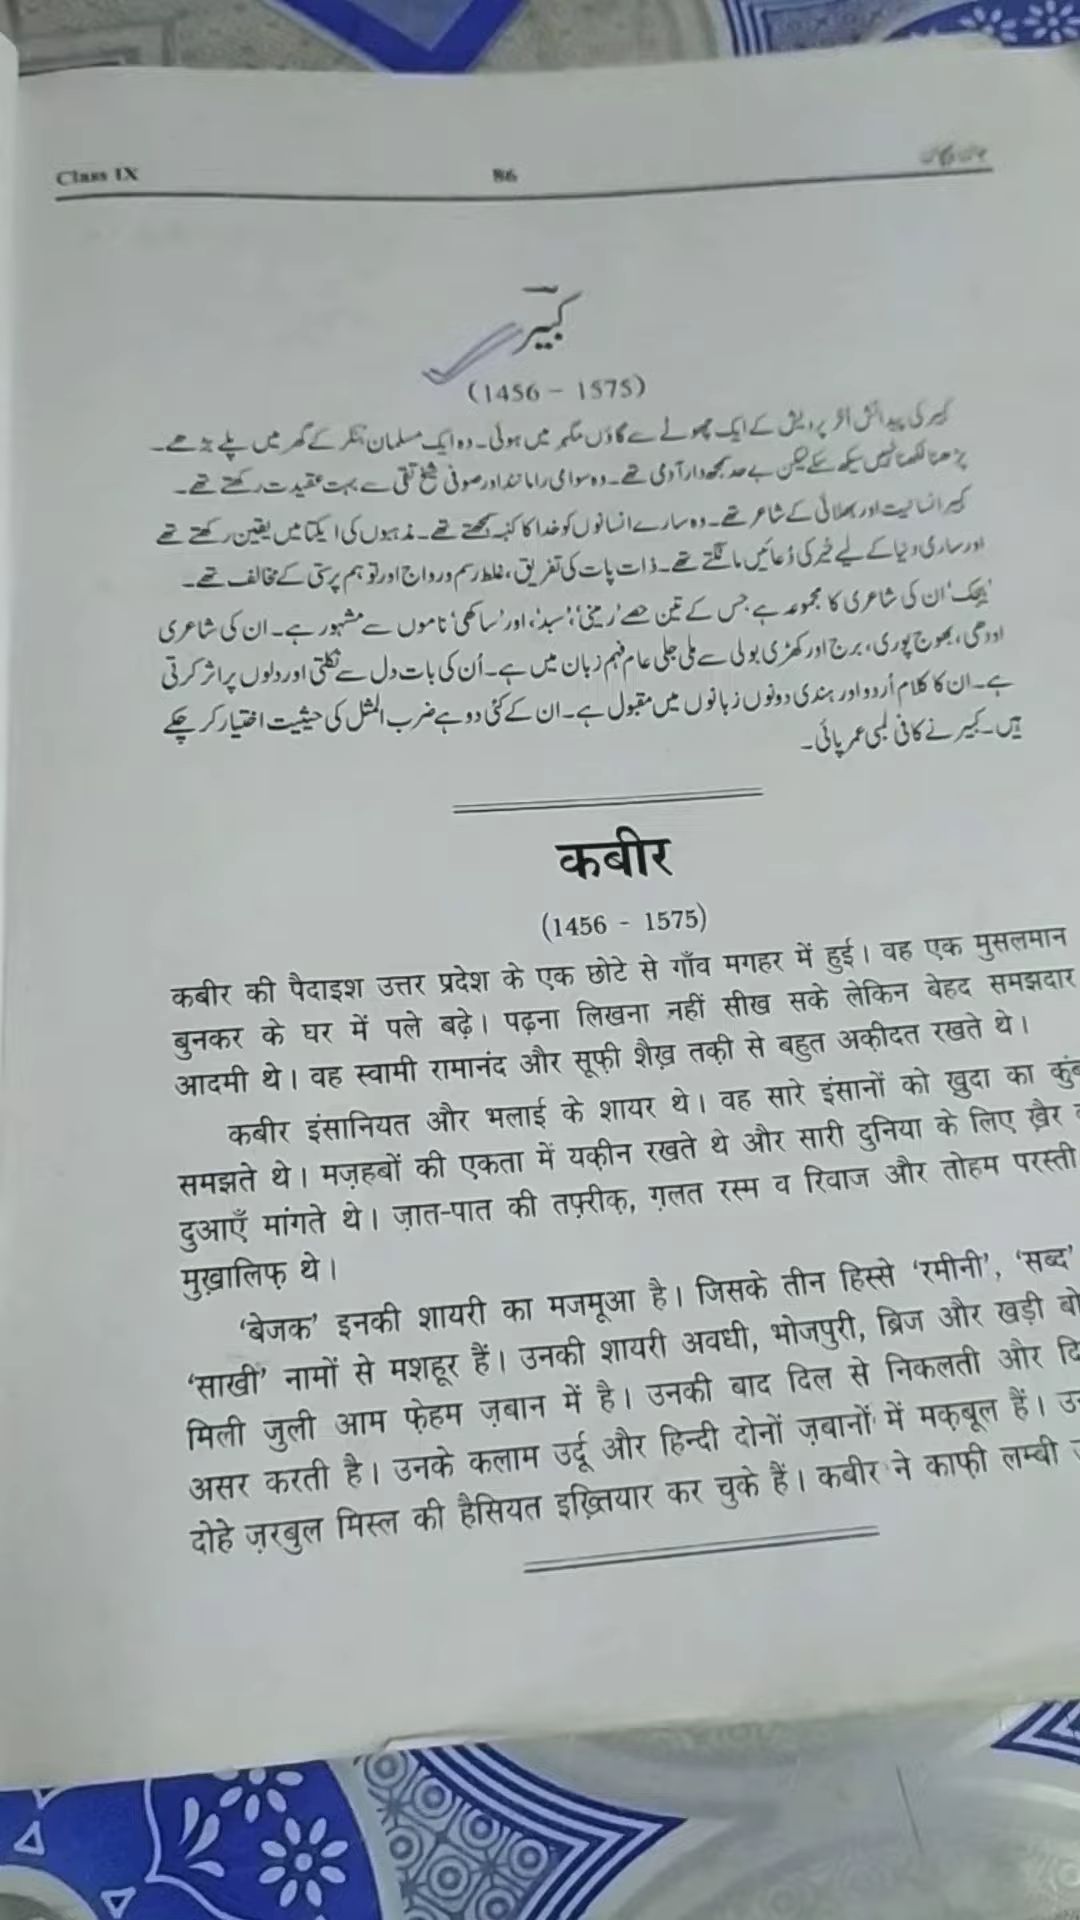 Class IX
86
کبیر
(1456 – 1575)
کبیر کی پیدائش اتر پردیش کے ایک چھوٹے سے گاؤں مگہر میں ہوئی۔ وہ ایک مسلمان بنکر کے گھر میں پلے بڑھے۔
پڑھنا لکھنا نہیں سیکھ سکے لیکن بے حد سمجھ دار آدمی تھے۔ وہ سوامی رامانند اور صوفی شیخ تقی سے بہت عقیدت رکھتے تھے۔
کبیر انسانیت اور بھلائی کے شاعر تھے۔ وہ سارے انسانوں کو خدا کا کنبہ سمجھتے تھے۔ مذہبوں کی ایکتا میں یقین رکھتے تھے
اور ساری دنیا کے لیے خیر کی دُعائیں مانگتے تھے۔ ذات پات کی تفریق، غلط رسم و رواج اور توہم پرستی کے مخالف تھے۔
'بیجک' ان کی شاعری کا مجموعہ ہے جس کے تین حصے 'رمینی'، 'سبد'، اور 'ساکھی' ناموں سے مشہور ہے۔ ان کی شاعری
اودھی، بھوج پوری، برج اور کھڑی بولی سے ملی جلی عام فہم زبان میں ہے۔ اُن کی بات دل سے نکلتی اور دلوں پر اثر کرتی
ہے۔ ان کا کلام اُردو اور ہندی دونوں زبانوں میں مقبول ہے۔ ان کے کئی دوہے ضرب المثل کی حیثیت اختیار کر چکے
ہیں۔ کبیر نے کافی لمبی عمر پائی۔
कबीर
(1456 - 1575)
कबीर की पैदाइश उत्तर प्रदेश के एक छोटे से गाँव मगहर में हुई। वह एक मुसलमान
बुनकर के घर में पले बढ़े। पढ़ना लिखना नहीं सीख सके लेकिन बेहद समझदार
आदमी थे। वह स्वामी रामानंद और सूफ़ी शैख़ तक़ी से बहुत अक़ीदत रखते थे।
कबीर इंसानियत और भलाई के शायर थे। वह सारे इंसानों को ख़ुदा का
समझते थे। मज़हबों की एकता में यक़ीन रखते थे और सारी दुनिया के लिए ख़ैर
दुआएँ मांगते थे। ज़ात-पात की तफ़्रीक़, ग़लत रस्म व रिवाज और तोहम परस्ती
मुख़ालिफ़ थे।
‘बेजक’ इनकी शायरी का मजमूआ है। जिसके तीन हिस्से ‘रमीनी’, ‘सब्द’
‘साखी’ नामों से मशहूर हैं। उनकी शायरी अवधी, भोजपुरी, ब्रिज और खड़ी
मिली जुली आम फ़ेहम ज़बान में है। उनकी बाद दिल से निकलती और
असर करती है। उनके कलाम उर्दू और हिन्दी दोनों ज़बानों में मक़बूल हैं।
दोहे ज़रबुल मिस्ल की हैसियत इख़्तियार कर चुके हैं। कबीर ने काफ़ी लम्बी